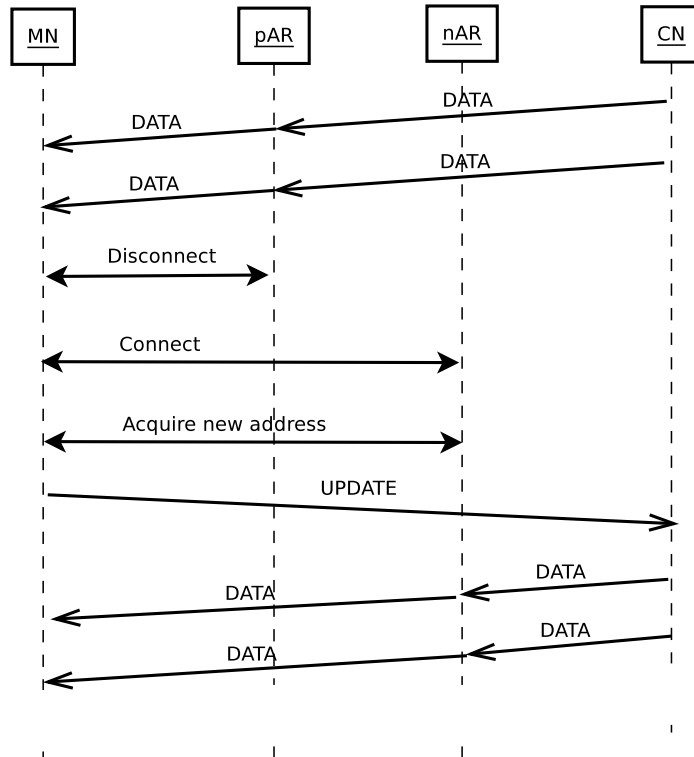 MN
pAR
nAR
CN
DATA
DATA
DATA
DATA
Disconnect
Connect
Acquire new address
UPDATE
DATA
DATA
DATA
DATA